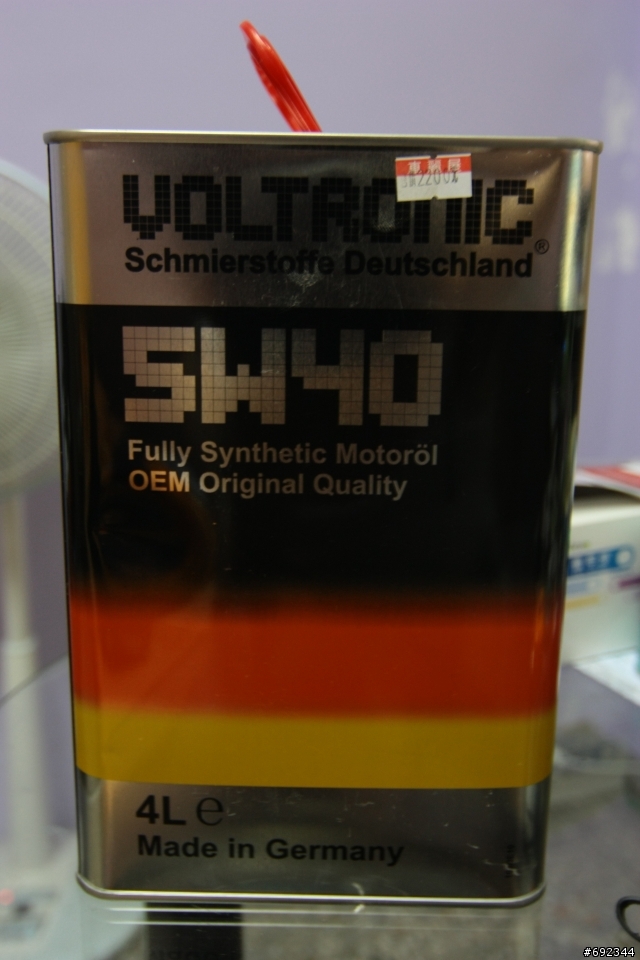 VOLTRONIC
®
Schmierstoffe Deutschland
5W40
Fully Synthetic Motoröl
OEM Original Quality
4L ℮
Made in Germany
#692344